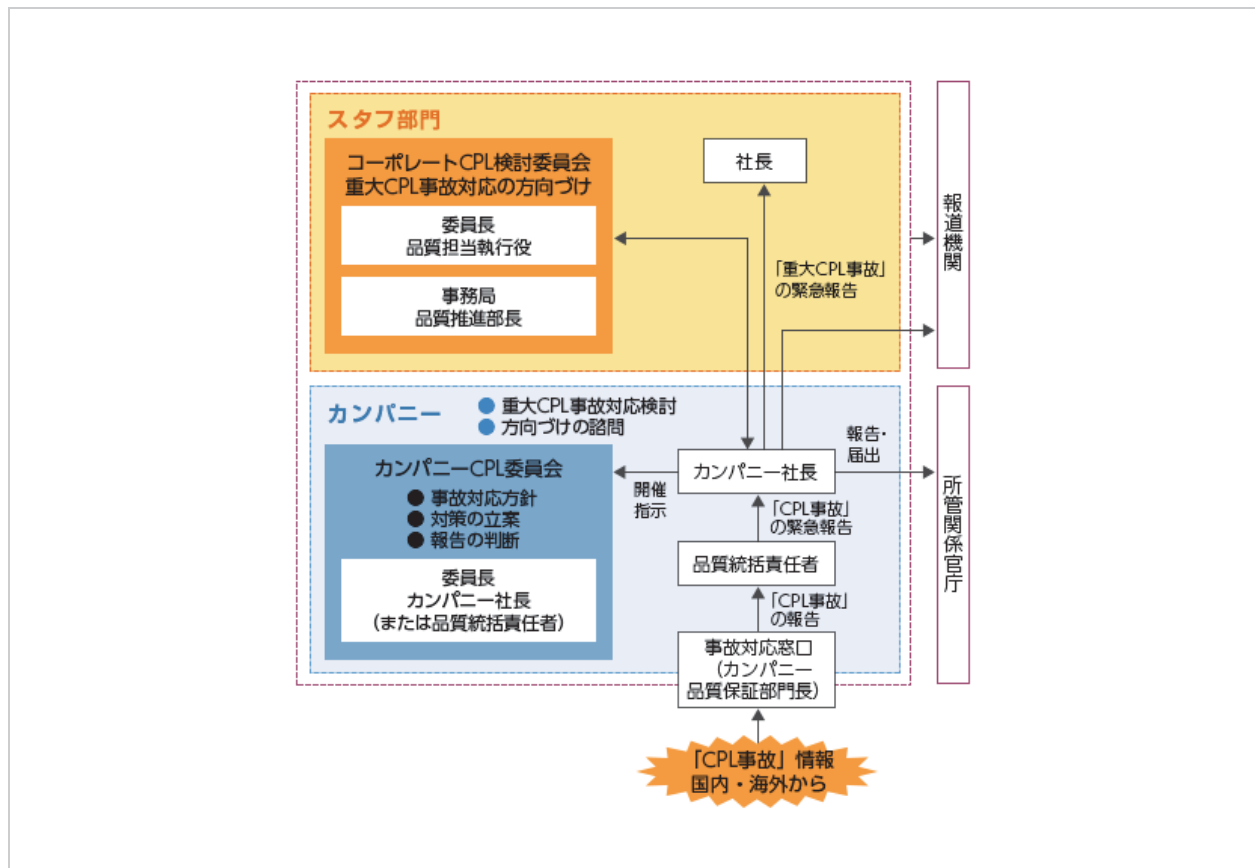 スタフ部門
コーポレートCPL検討委員会
重大CPL事故対応の方向づけ
委員長
品質担当執行役
事務局
品質推進部長
社長
「重大CPL事故」
の緊急報告
報道機関
カンパニー
● 重大CPL事故対応検討
● 方向づけの諮問
カンパニーCPL委員会
● 事故対応方針
● 対策の立案
● 報告の判断
委員長
カンパニー社長
(または品質統括責任者)
開催
指示
カンパニー社長
報告・
届出
「CPL事故」
の緊急報告
品質統括責任者
「CPL事故」
の報告
事故対応窓口
(カンパニー
品質保証部門長)
所管関係官庁
「CPL事故」情報
国内・海外から